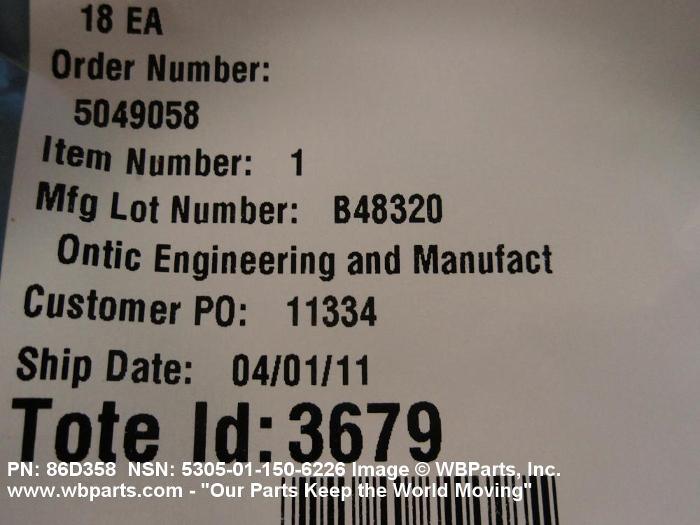 18 EA
Order Number:
5049058
Item Number: 1
Mfg Lot Number: B48320
Ontic Engineering and Manufact
Customer PO: 11334
Ship Date: 04/01/11
Tote Id: 3679
PN: 86D358 NSN: 5305-01-150-6226 Image © WBParts, Inc.
www.wbparts.com - "Our Parts Keep the World Moving"